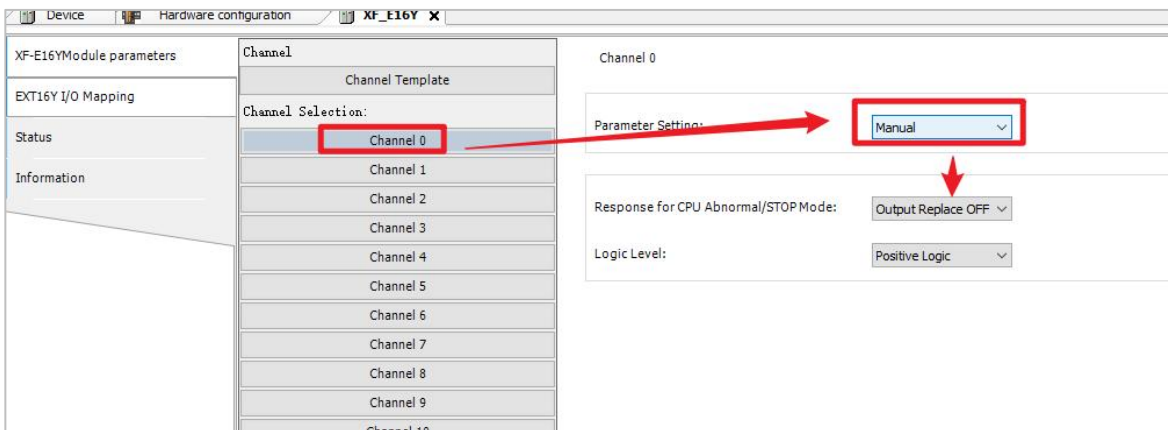 Device
Hardware configuration
XF_E16Y X
XF-E16YModule parameters
EXT16Y I/O Mapping
Status
Information
Channel
Channel Template
Channel Selection:
Channel 0
Channel 1
Channel 2
Channel 3
Channel 4
Channel 5
Channel 6
Channel 7
Channel 8
Channel 9
Channel 10
Channel 0
Parameter Setting:
Manual
Response for CPU Abnormal/STOP Mode:
Output Replace OFF
Logic Level:
Positive Logic